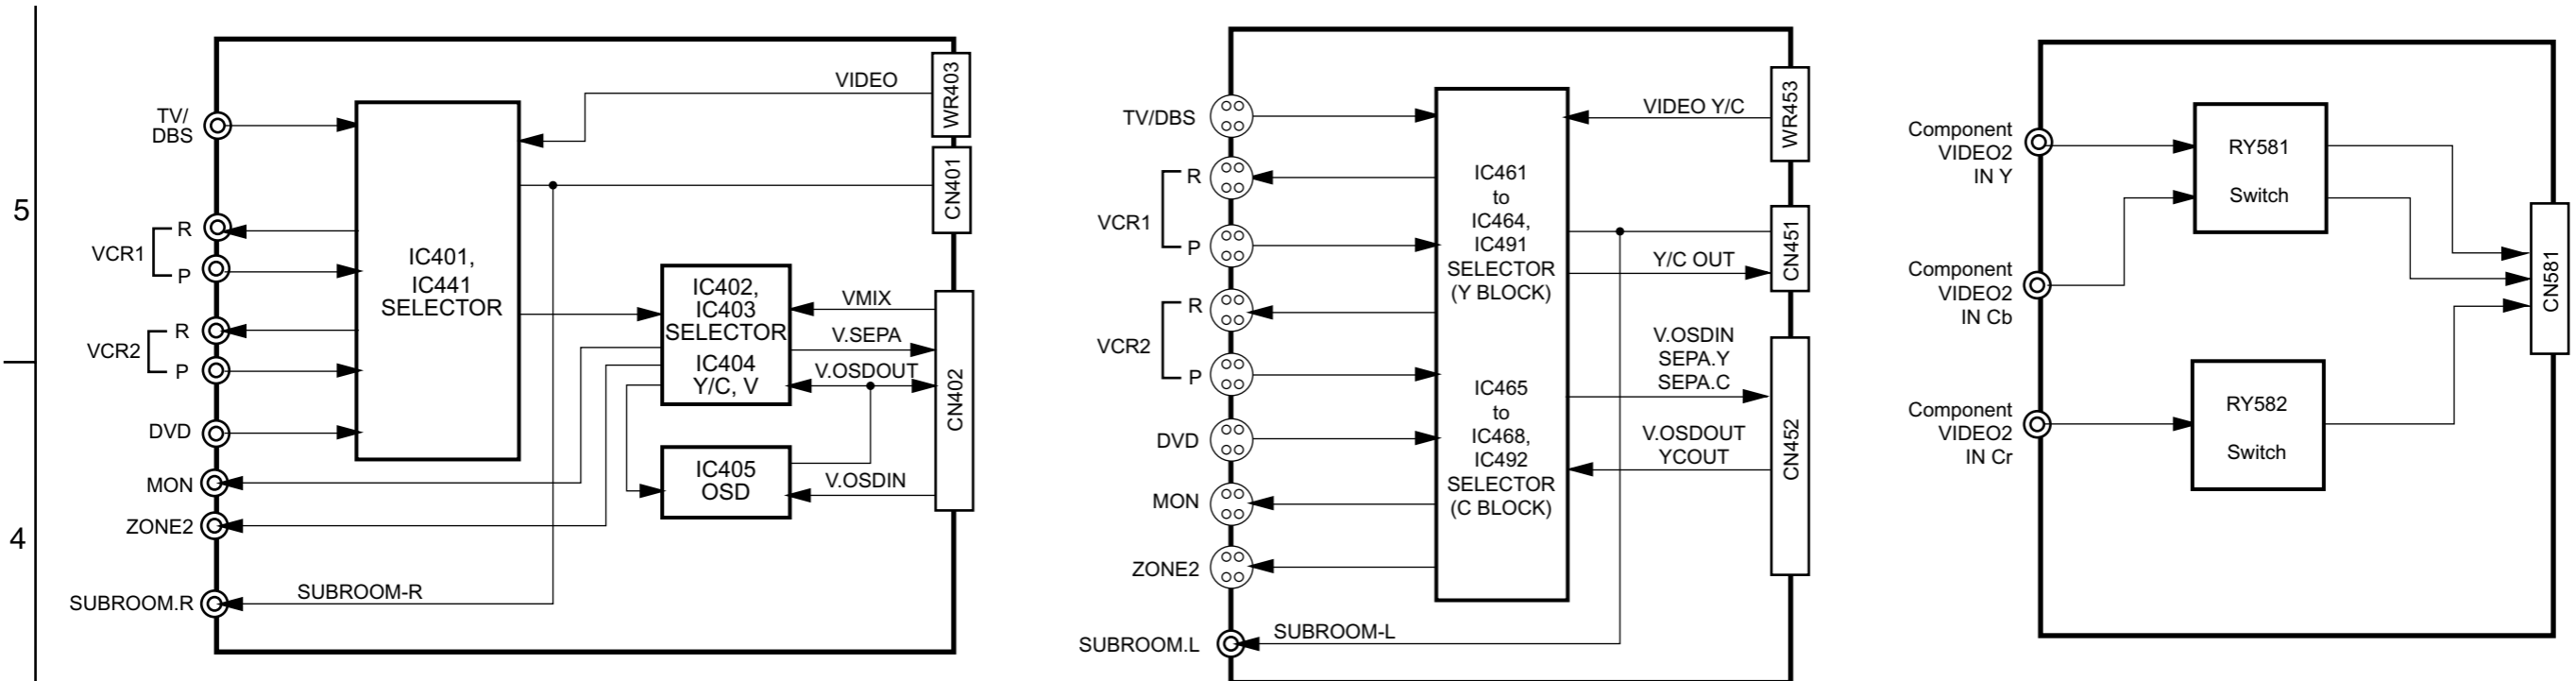 5
4
TV/
DBS
VCR1
R
P
VCR2
R
P
DVD
MON
ZONE2
SUBROOM.R
SUBROOM-R
IC401,
IC441
SELECTOR
VIDEO
WR403
CN401
IC402,
IC403
SELECTOR
IC404
Y/C, V
VMIX
V.SEPA
V.OSDOUT
IC405
OSD
V.OSDIN
CN402
TV/DBS
VCR1
R
P
VCR2
R
P
DVD
MON
ZONE2
SUBROOM.L
SUBROOM-L
IC461
to
IC464,
IC491
SELECTOR
(Y BLOCK)
IC465
to
IC468,
IC492
SELECTOR
(C BLOCK)
VIDEO Y/C
WR453
Y/C OUT
CN451
V.OSDIN
SEPA.Y
SEPA.C
V.OSDOUT
YCOUT
CN452
Component
VIDEO2
IN Y
Component
VIDEO2
IN Cb
Component
VIDEO2
IN Cr
RY581
Switch
RY582
Switch
CN581